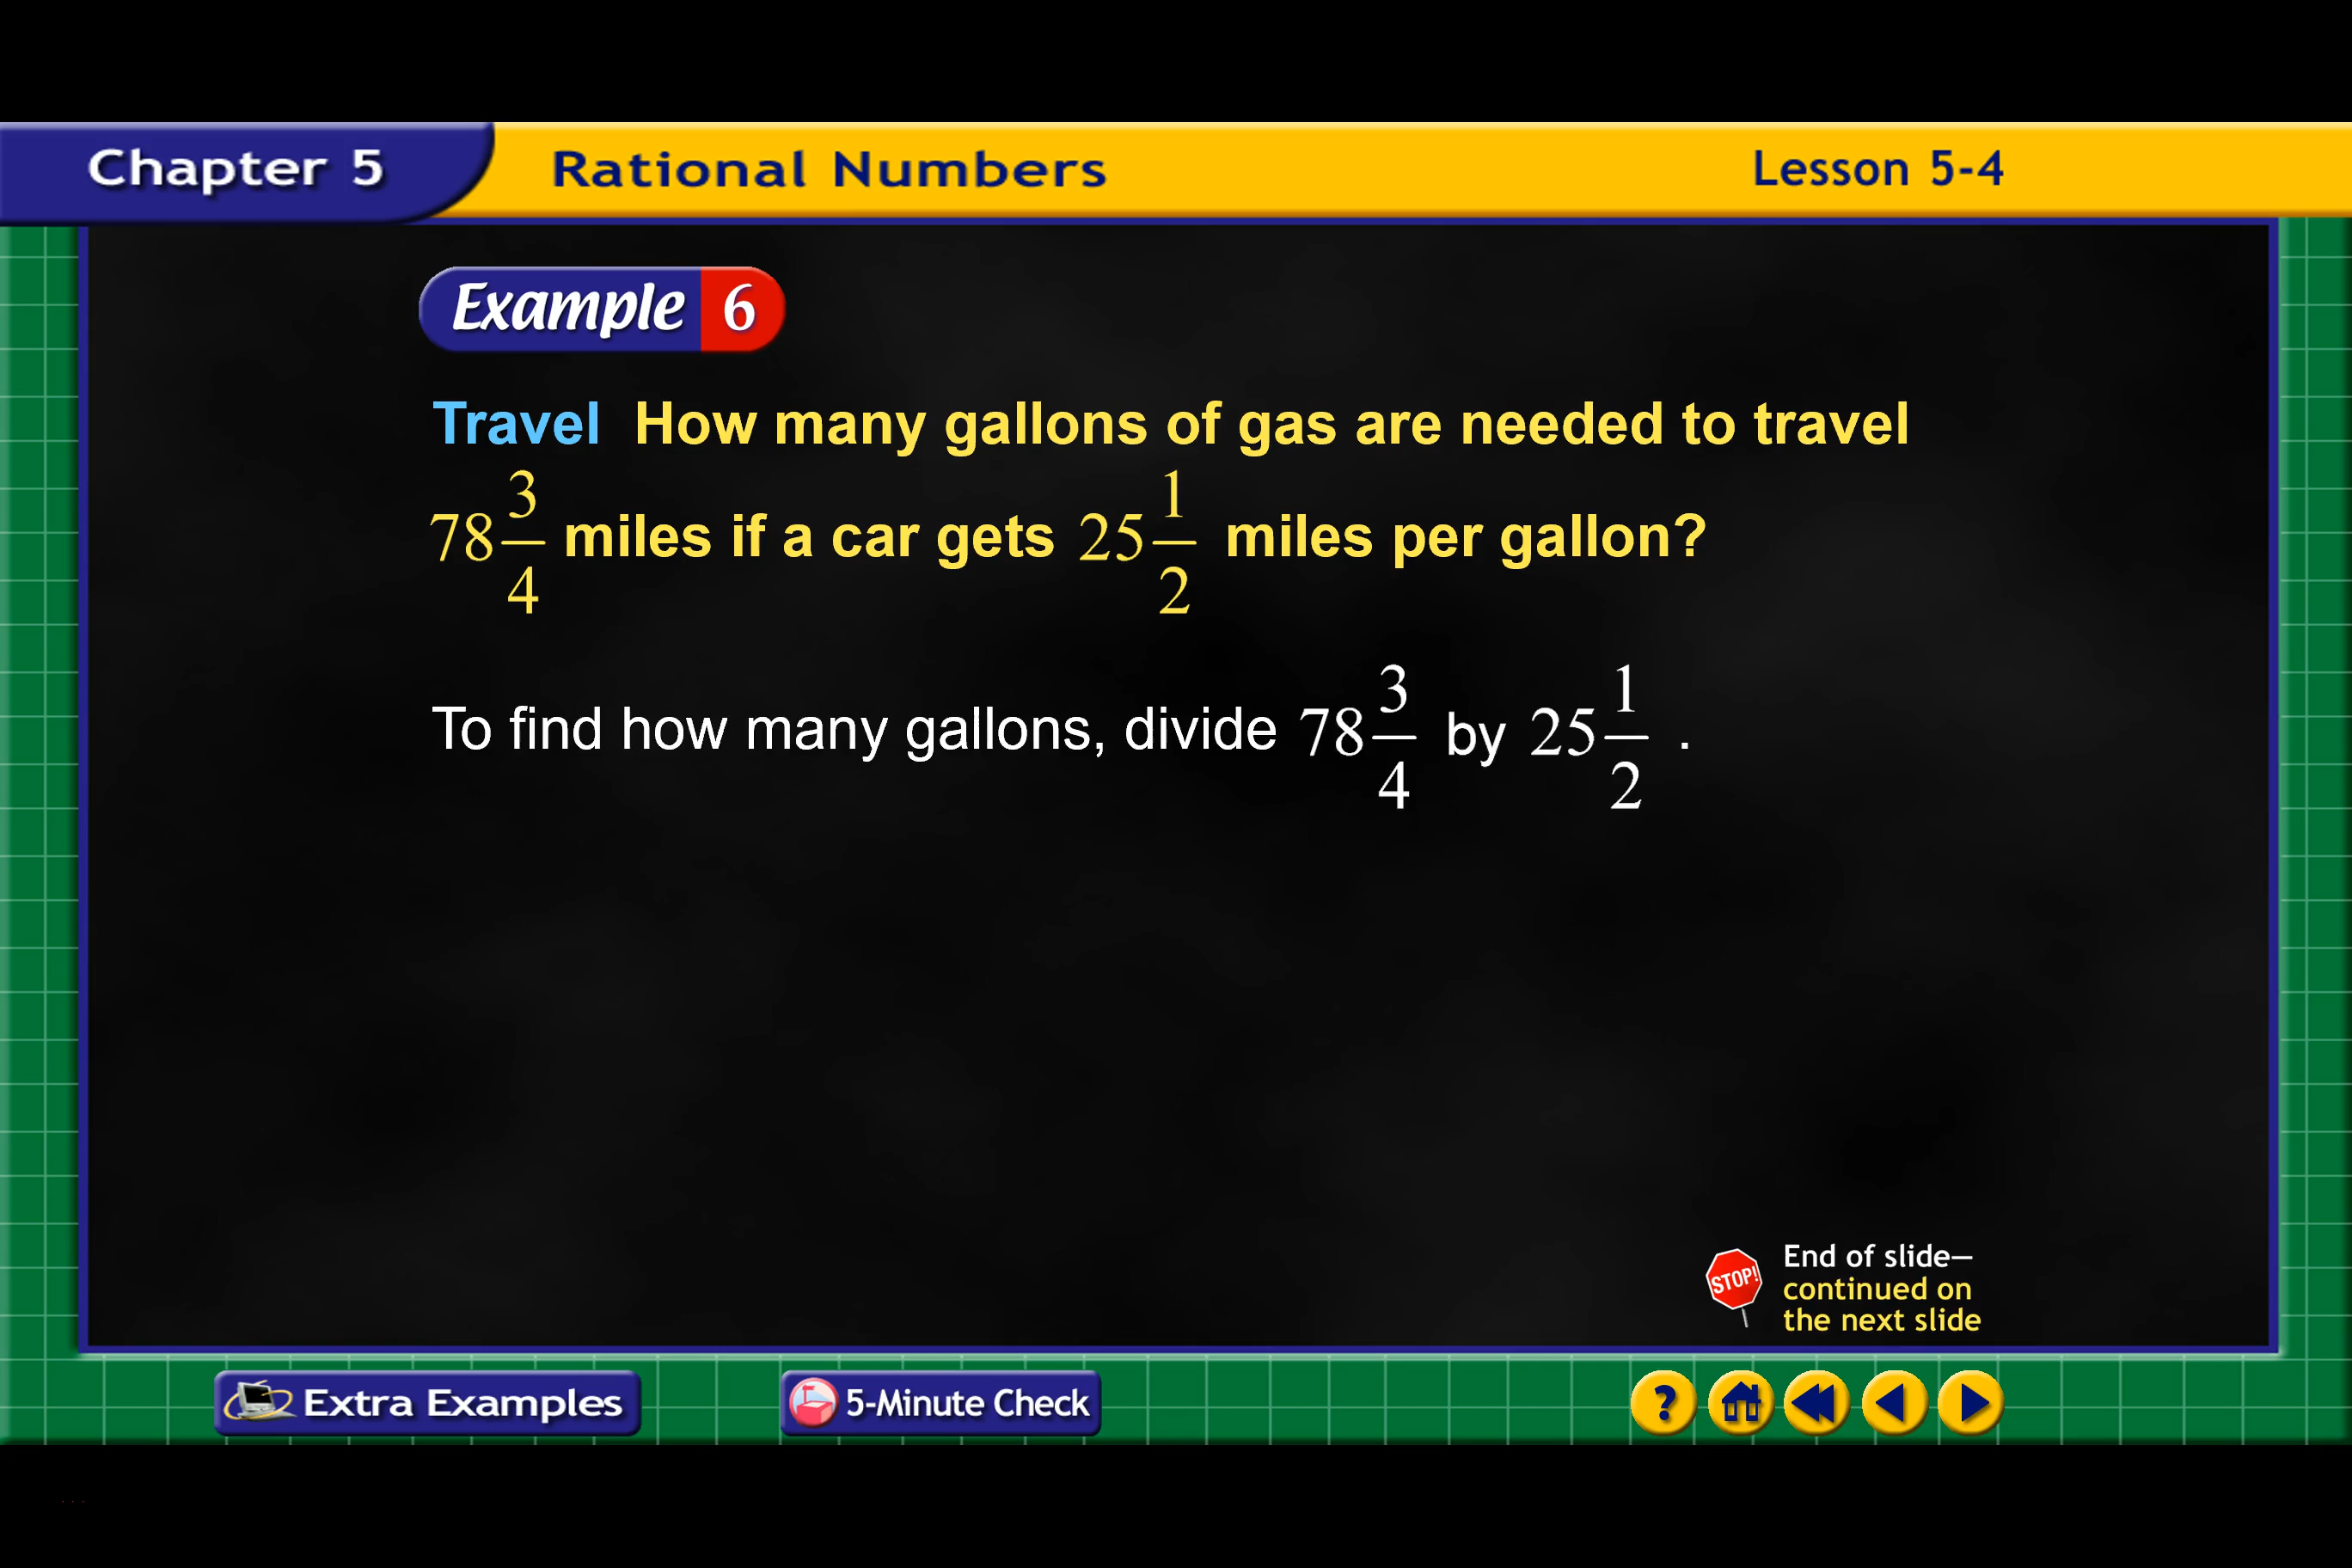 Chapter 5 Rational Numbers Lesson 5-4
Example 6
Travel How many gallons of gas are needed to travel
78 3/4 miles if a car gets 25 1/2 miles per gallon?
To find how many gallons, divide 78 3/4 by 25 1/2 .
STOP!
End of slide—
continued on
the next slide
Extra Examples 5-Minute Check ?